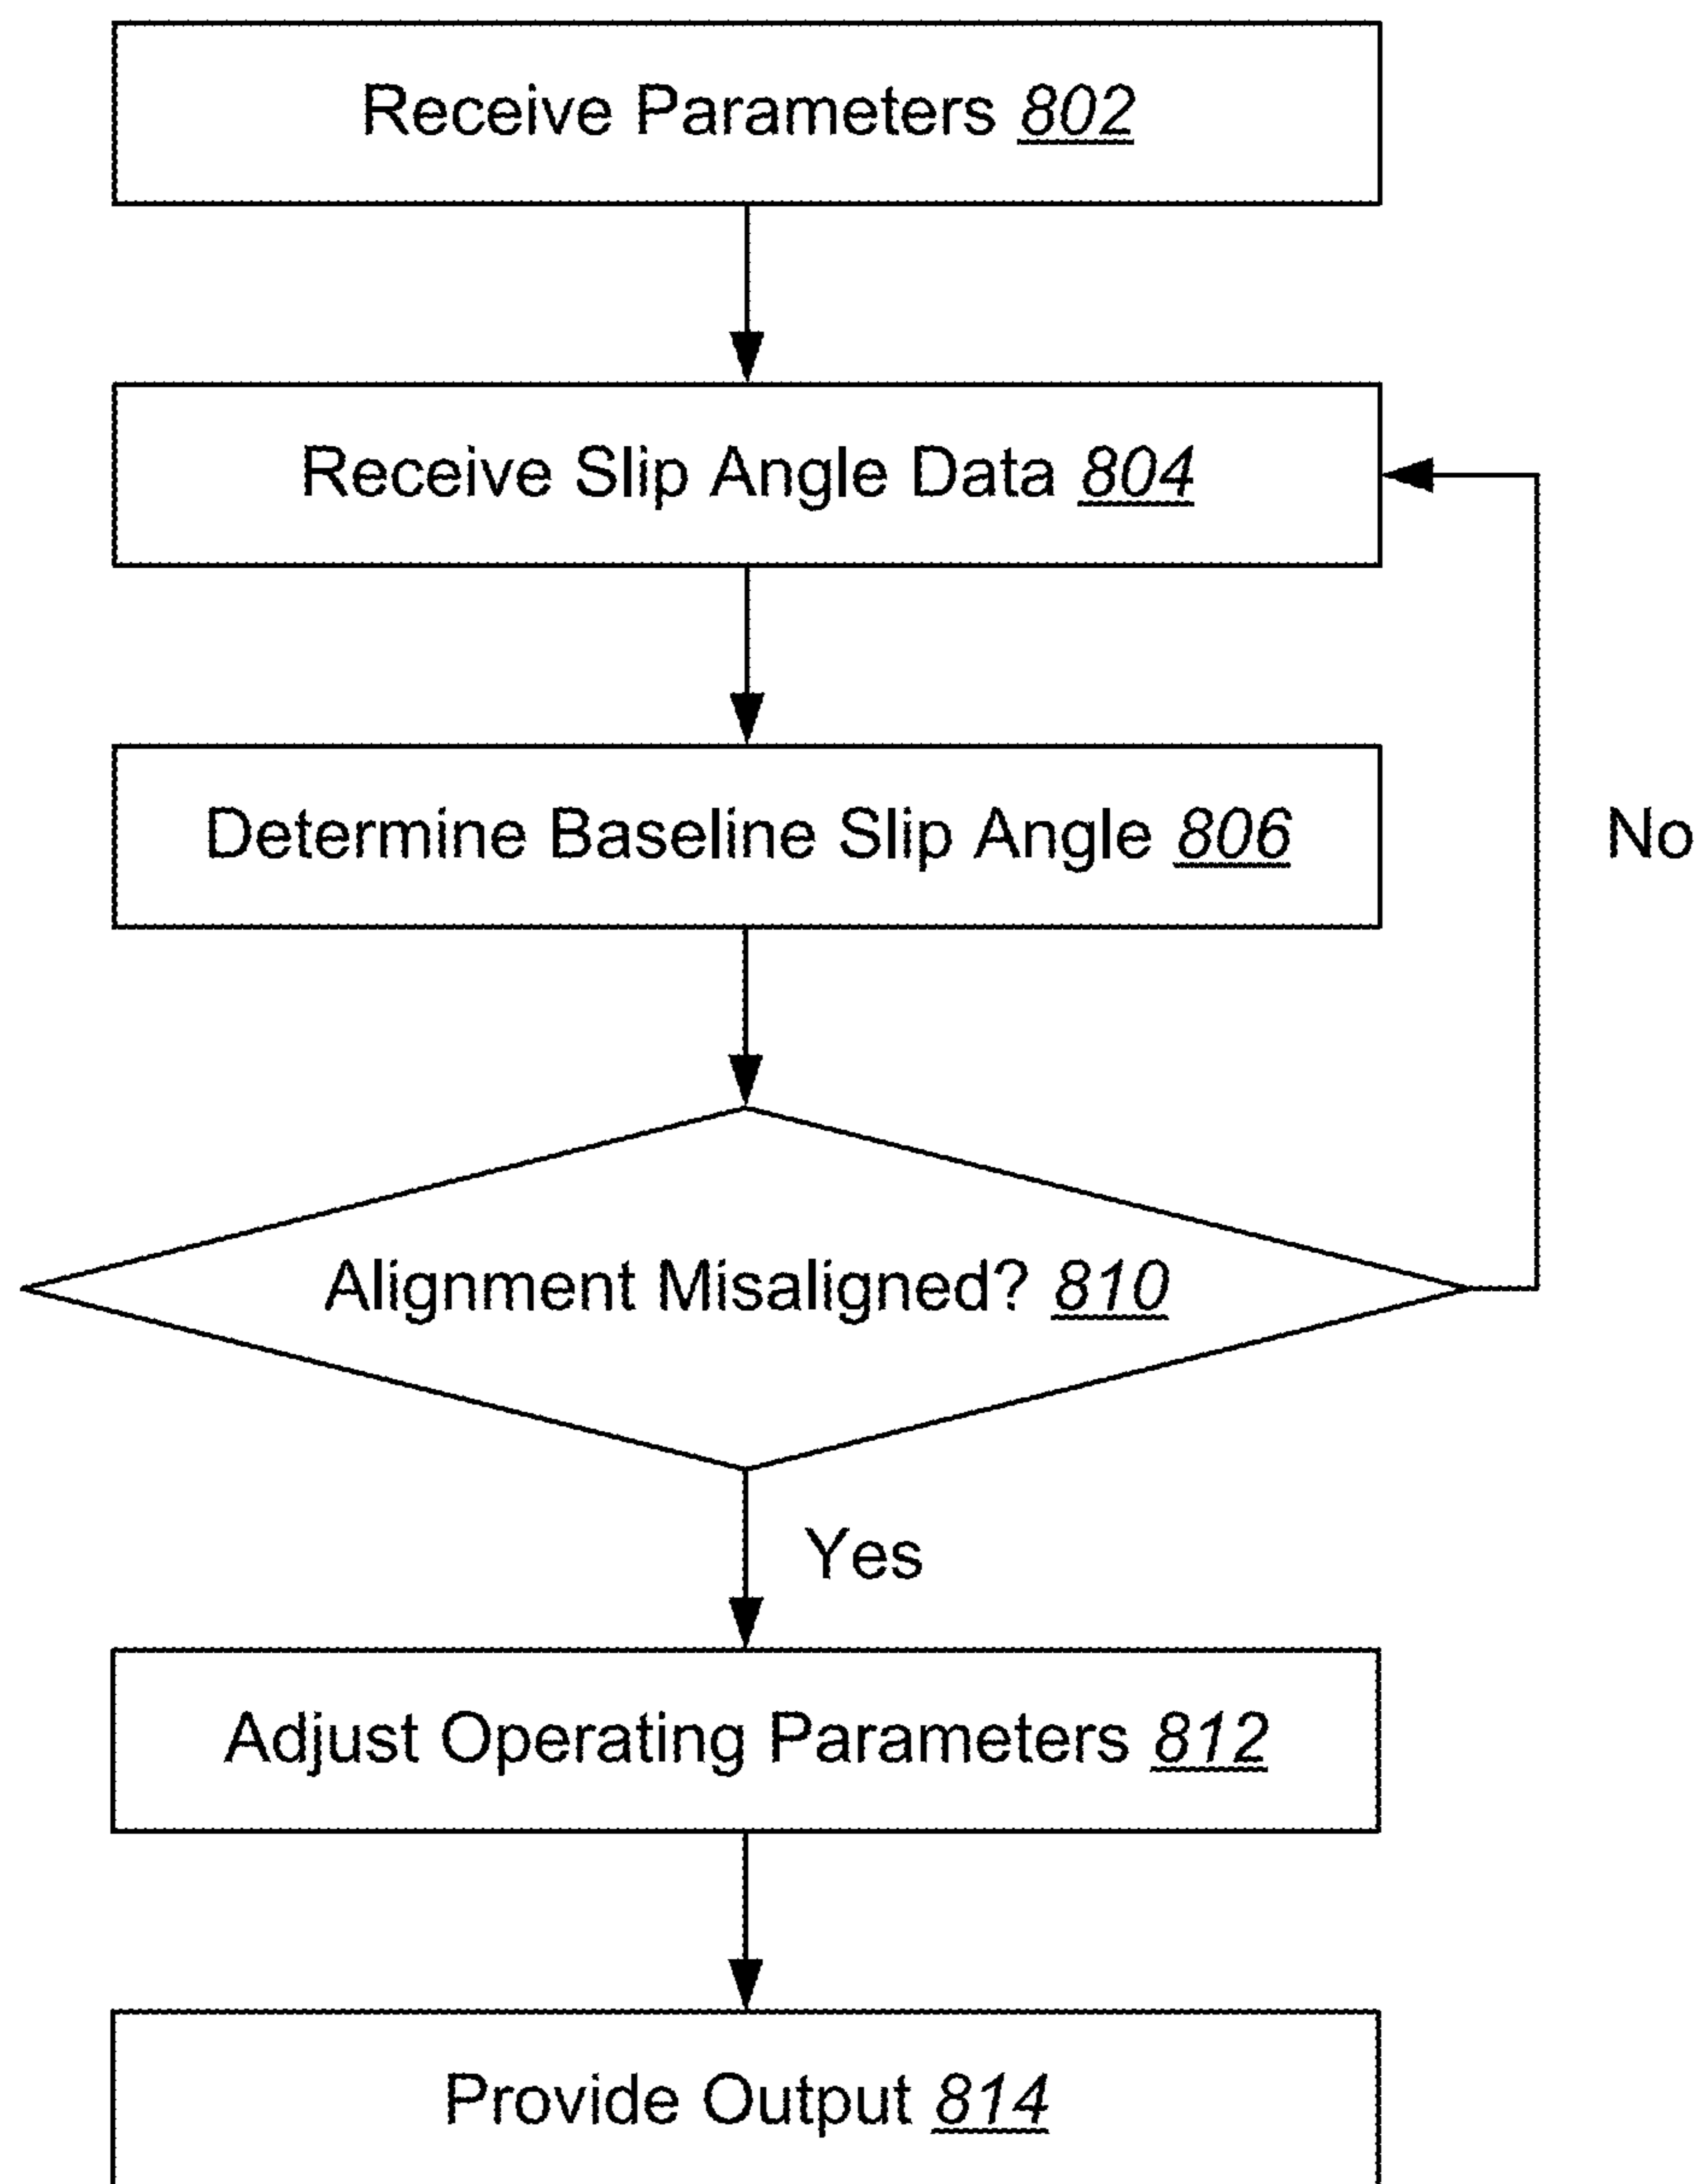 Receive Parameters 802
Receive Slip Angle Data 804
Determine Baseline Slip Angle 806
No
Alignment Misaligned? 810
Yes
Adjust Operating Parameters 812
Provide Output 814